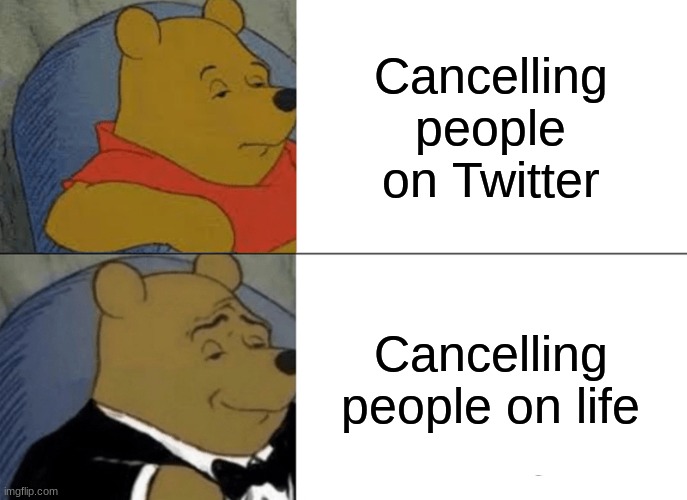 Cancelling
people
on Twitter
Cancelling
people on life
imgflip.com